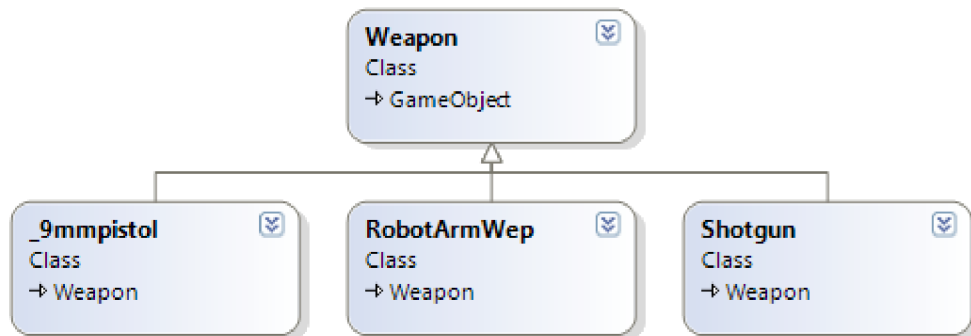 Weapon
Class
GameObject
_9mmpistol
Class
Weapon
RobotArmWep
Class
Weapon
Shotgun
Class
Weapon